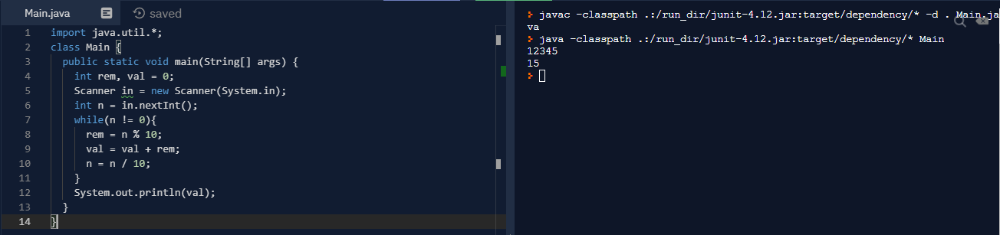 Main.java
saved
1 import java.util.*;
2 class Main {
3 public static void main(String[] args) {
4 int rem, val = 0;
5 Scanner in = new Scanner(System.in);
6 int n = in.nextInt();
7 while(n != 0){
8 rem = n % 10;
9 val = val + rem;
10 n = n / 10;
11 }
12 System.out.println(val);
13 }
14 }
javac -classpath .:/run_dir/junit-4.12.jar:target/dependency/* -d . Main.ja
va
java -classpath .:/run_dir/junit-4.12.jar:target/dependency/* Main
12345
15